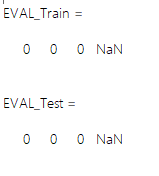 EVAL_Train =
0 0 0 NaN
EVAL_Test =
0 0 0 NaN